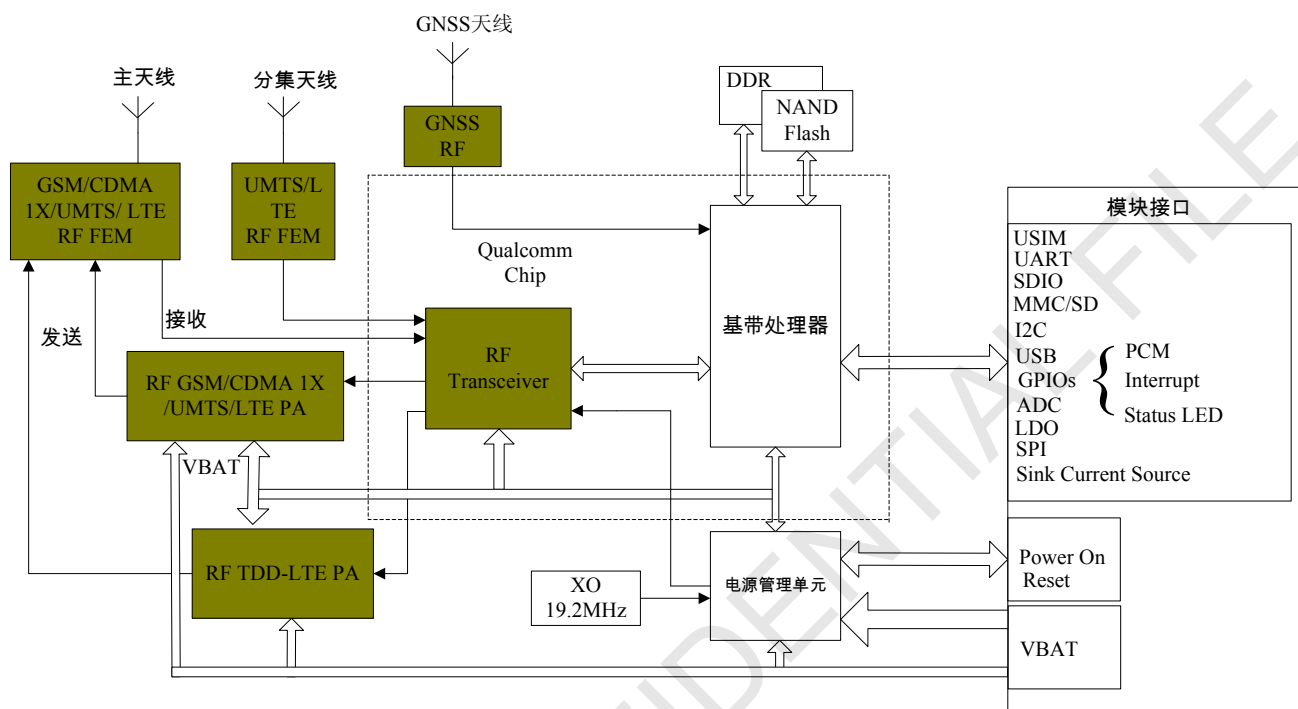 GNSS天线
主天线
分集天线
DDR
NAND
Flash
GNSS
RF
GSM/CDMA
1X/UMTS/ LTE
RF FEM
UMTS/L
TE
RF FEM
Qualcomm
Chip
模块接口
USIM
UART
SDIO
MMC/SD
I2C
USB
GPIOs
ADC
LDO
SPI
Sink Current Source
PCM
Interrupt
Status LED
基带处理器
发送
接收
RF
Transceiver
RF GSM/CDMA 1X
/UMTS/LTE PA
VBAT
RF TDD-LTE PA
XO
19.2MHz
电源管理单元
Power On
Reset
VBAT